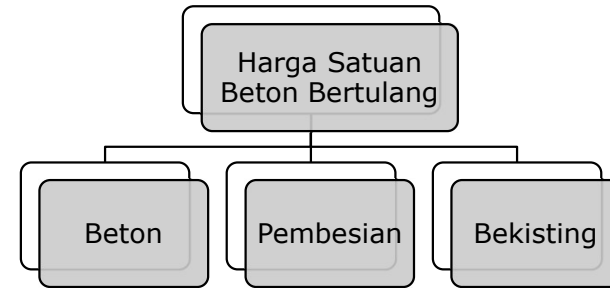 Harga Satuan
Beton Bertulang
Beton
Pembesian
Bekisting